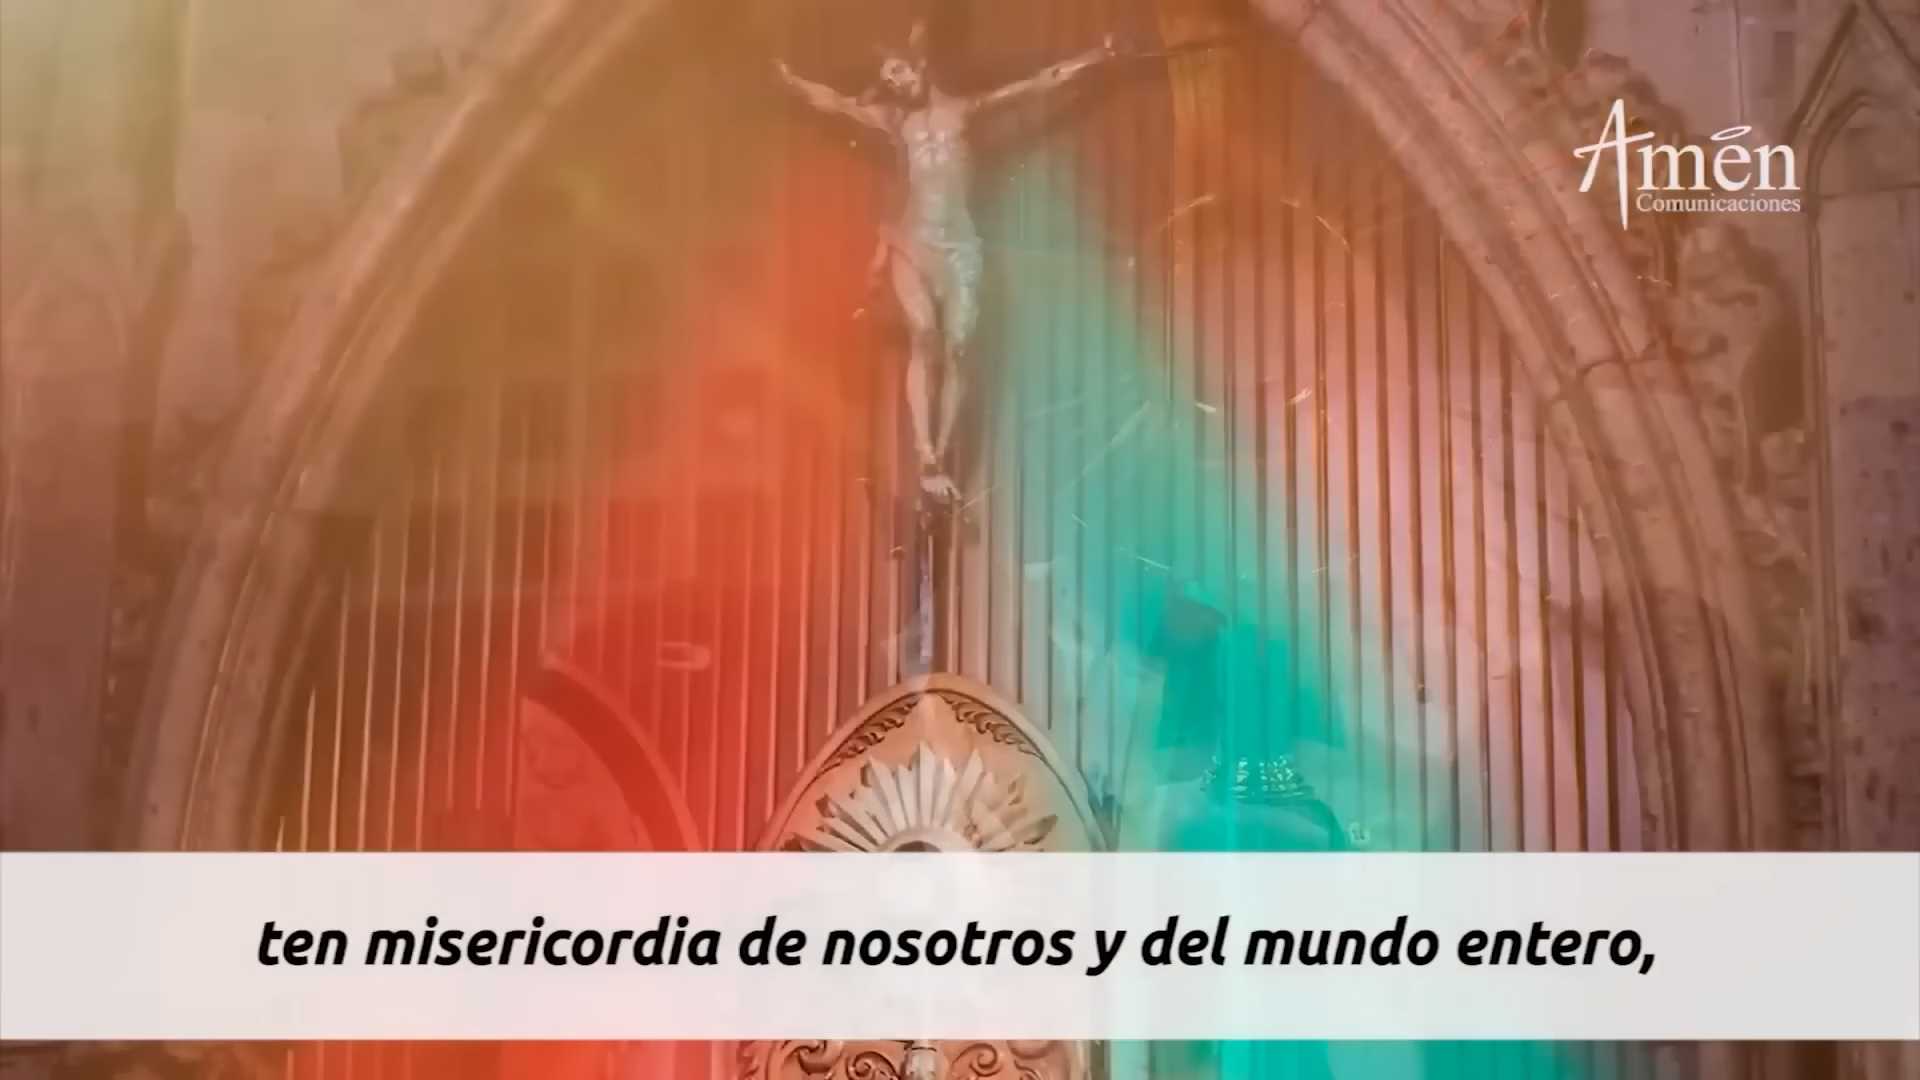 Amén
Comunicaciones
ten misericordia de nosotros y del mundo entero,